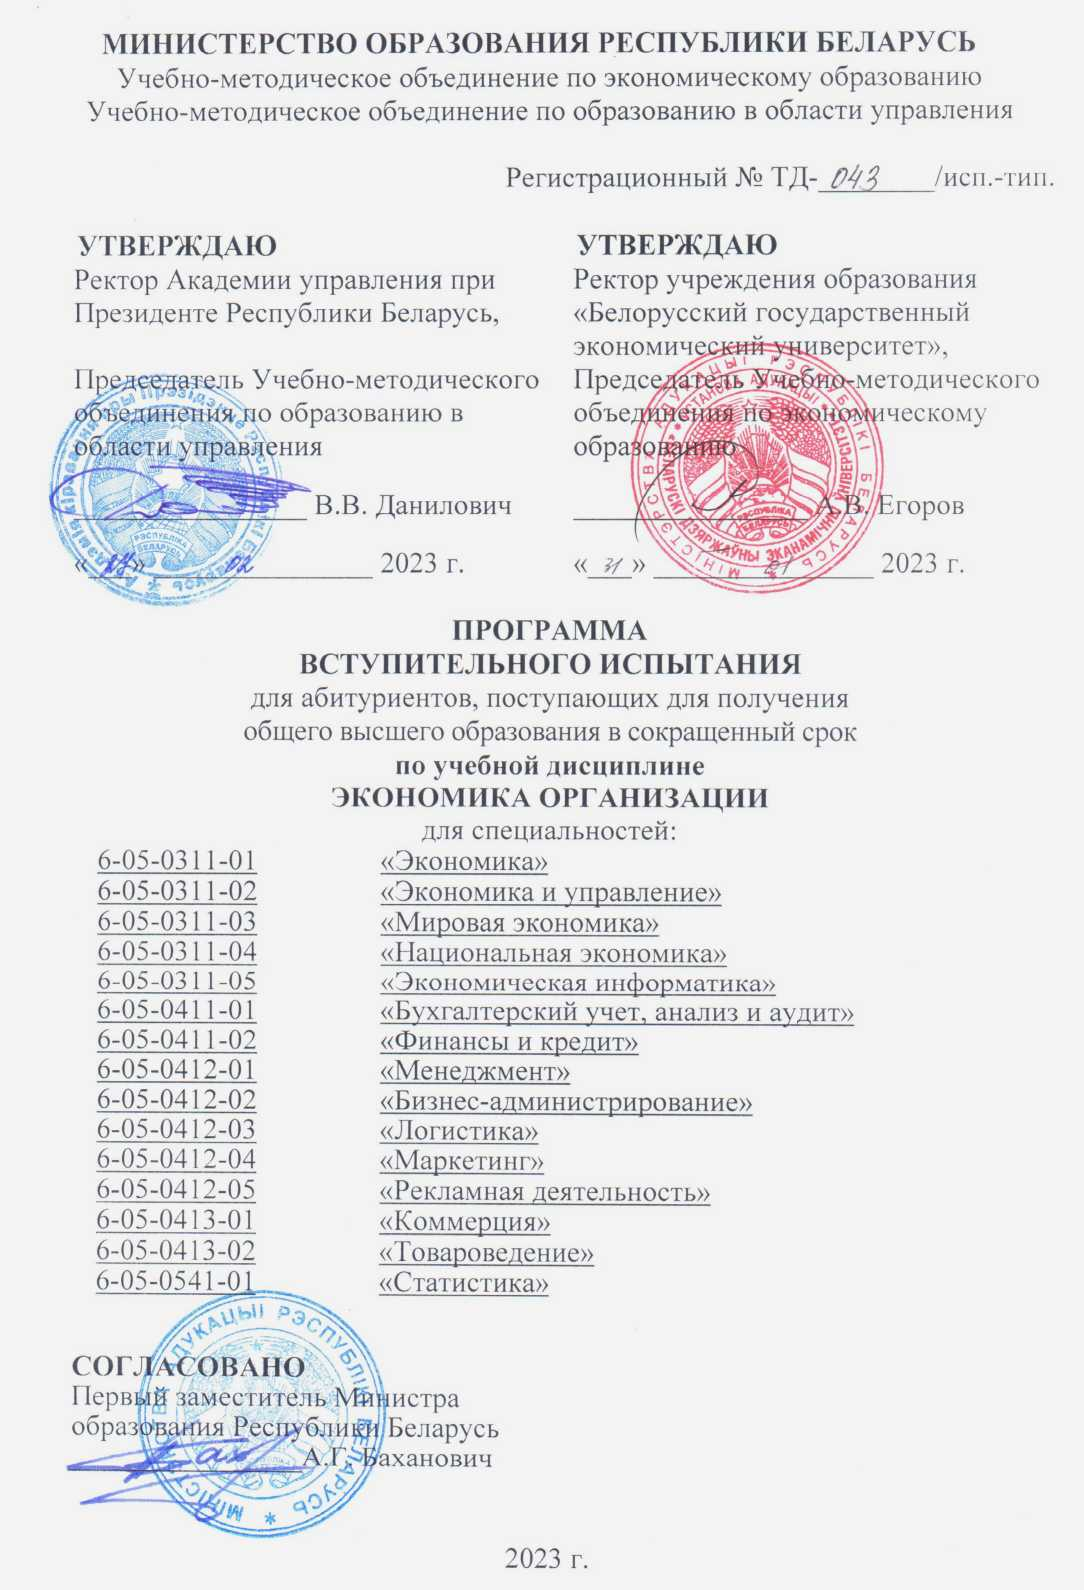 МИНИСТЕРСТВО ОБРАЗОВАНИЯ РЕСПУБЛИКИ БЕЛАРУСЬ
Учебно-методическое объединение по экономическому образованию
Учебно-методическое объединение по образованию в области управления
Регистрационный № ТД-043/исп.-тип.
УТВЕРЖДАЮ
Ректор Академии управления при
Президенте Республики Беларусь,
Председатель Учебно-методического
объединения по образованию в
области управления
В.В. Данилович
«__» 02 2023 г.
УТВЕРЖДАЮ
Ректор учреждения образования
«Белорусский государственный
экономический университет»,
Председатель Учебно-методического
объединения по экономическому
образованию
А.В. Егоров
«31» 01 2023 г.
ПРОГРАММА
ВСТУПИТЕЛЬНОГО ИСПЫТАНИЯ
для абитуриентов, поступающих для получения
общего высшего образования в сокращенный срок
по учебной дисциплине
ЭКОНОМИКА ОРГАНИЗАЦИИ
для специальностей:
6-05-0311-01 «Экономика»
6-05-0311-02 «Экономика и управление»
6-05-0311-03 «Мировая экономика»
6-05-0311-04 «Национальная экономика»
6-05-0311-05 «Экономическая информатика»
6-05-0411-01 «Бухгалтерский учет, анализ и аудит»
6-05-0411-02 «Финансы и кредит»
6-05-0412-01 «Менеджмент»
6-05-0412-02 «Бизнес-администрирование»
6-05-0412-03 «Логистика»
6-05-0412-04 «Маркетинг»
6-05-0412-05 «Рекламная деятельность»
6-05-0413-01 «Коммерция»
6-05-0413-02 «Товароведение»
6-05-0541-01 «Статистика»
СОГЛАСОВАНО
Первый заместитель Министра
образования Республики Беларусь
А.Г. Баханович
МІНІСТЭРСТВА АДУКАЦЫІ РЭСПУБЛІКІ БЕЛАРУСЬ
2023 г.